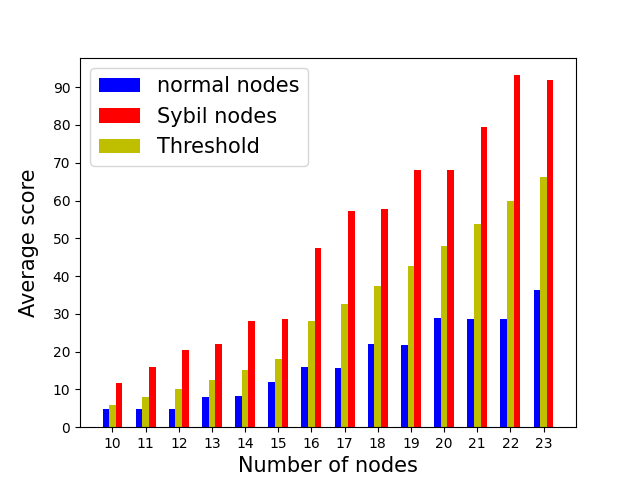 normal nodes
Sybil nodes
Threshold
Average score
90
80
70
60
50
40
30
20
10
0
10 11 12 13 14 15 16 17 18 19 20 21 22 23
Number of nodes